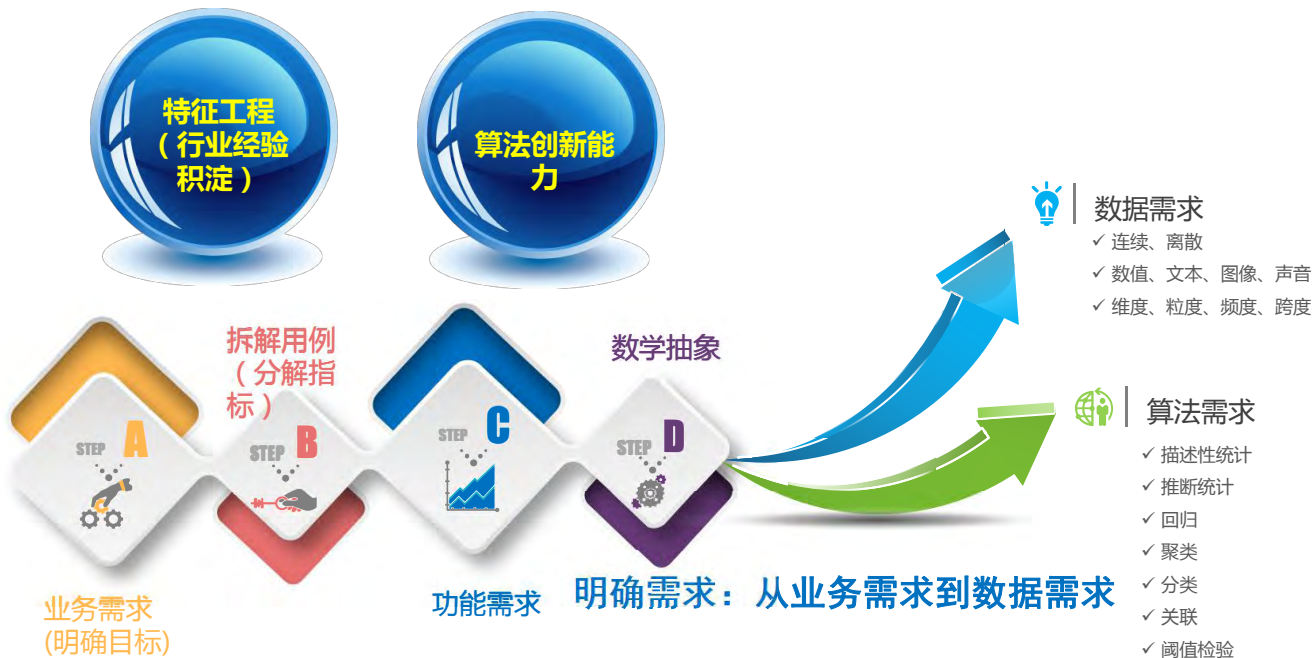 特征工程
（行业经验
积淀）
算法创新能
力
数据需求
✓ 连续、离散
✓ 数值、文本、图像、声音
✓ 维度、粒度、频度、跨度
拆解用例
（分解指
标）
数学抽象
STEP A
STEP B
STEP C
STEP D
算法需求
✓ 描述性统计
✓ 推断统计
✓ 回归
✓ 聚类
✓ 分类
✓ 关联
✓ 阈值检验
业务需求
(明确目标)
功能需求
明确需求：从业务需求到数据需求